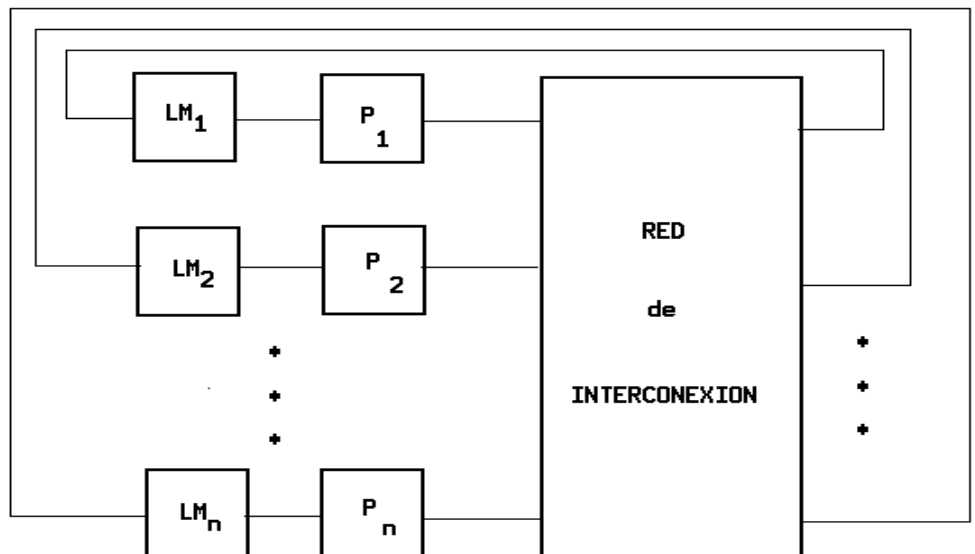 LM1
P1
LM2
P2
RED
de
INTERCONEXION
LMn
Pn